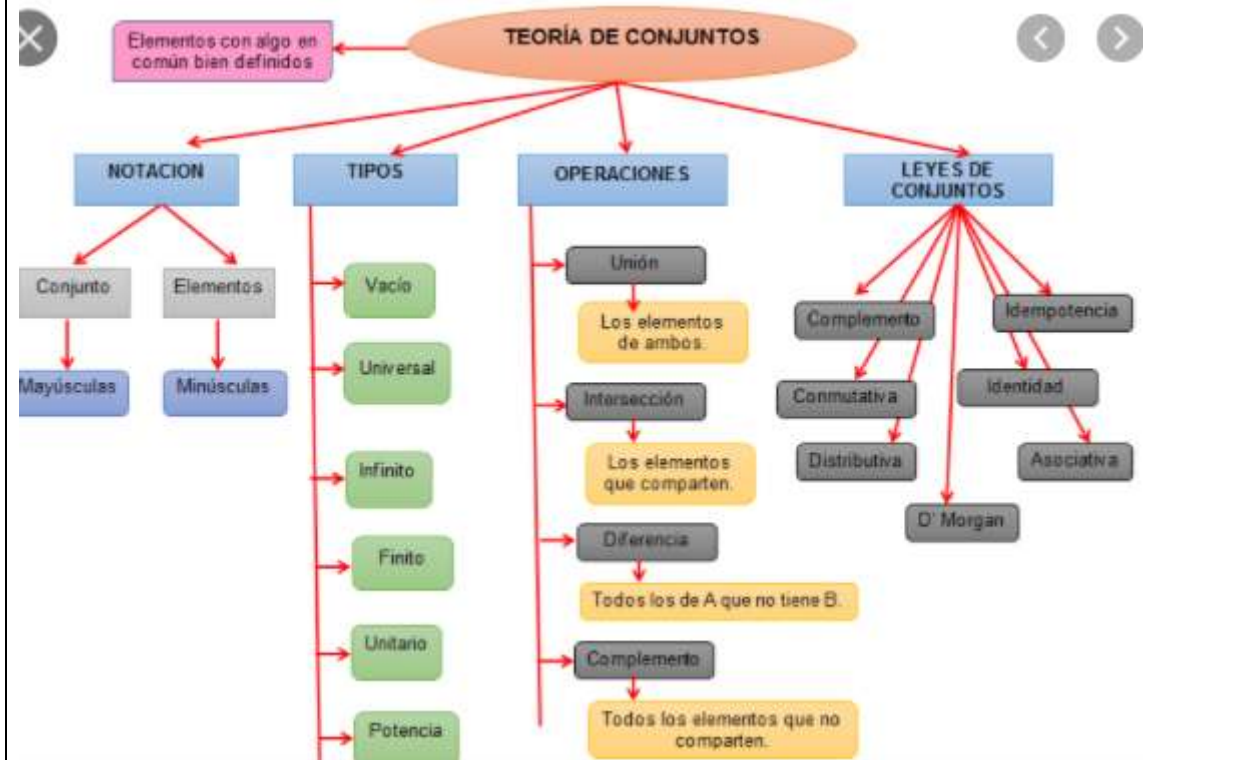 TEORÍA DE CONJUNTOS
Elementos con algo en
común bien definidos
NOTACION
Conjunto
Elementos
Mayúsculas
Minúsculas
TIPOS
Vacío
Universal
Infinito
Finito
Unitario
Potencia
OPERACIONES
Unión
Los elementos
de ambos.
Intersección
Los elementos
que comparten.
Diferencia
Todos los de A que no tiene B.
Complemento
Todos los elementos que no
comparten.
LEYES DE
CONJUNTOS
Complemento
Idempotencia
Conmutativa
Identidad
Distributiva
Asociativa
D' Morgan